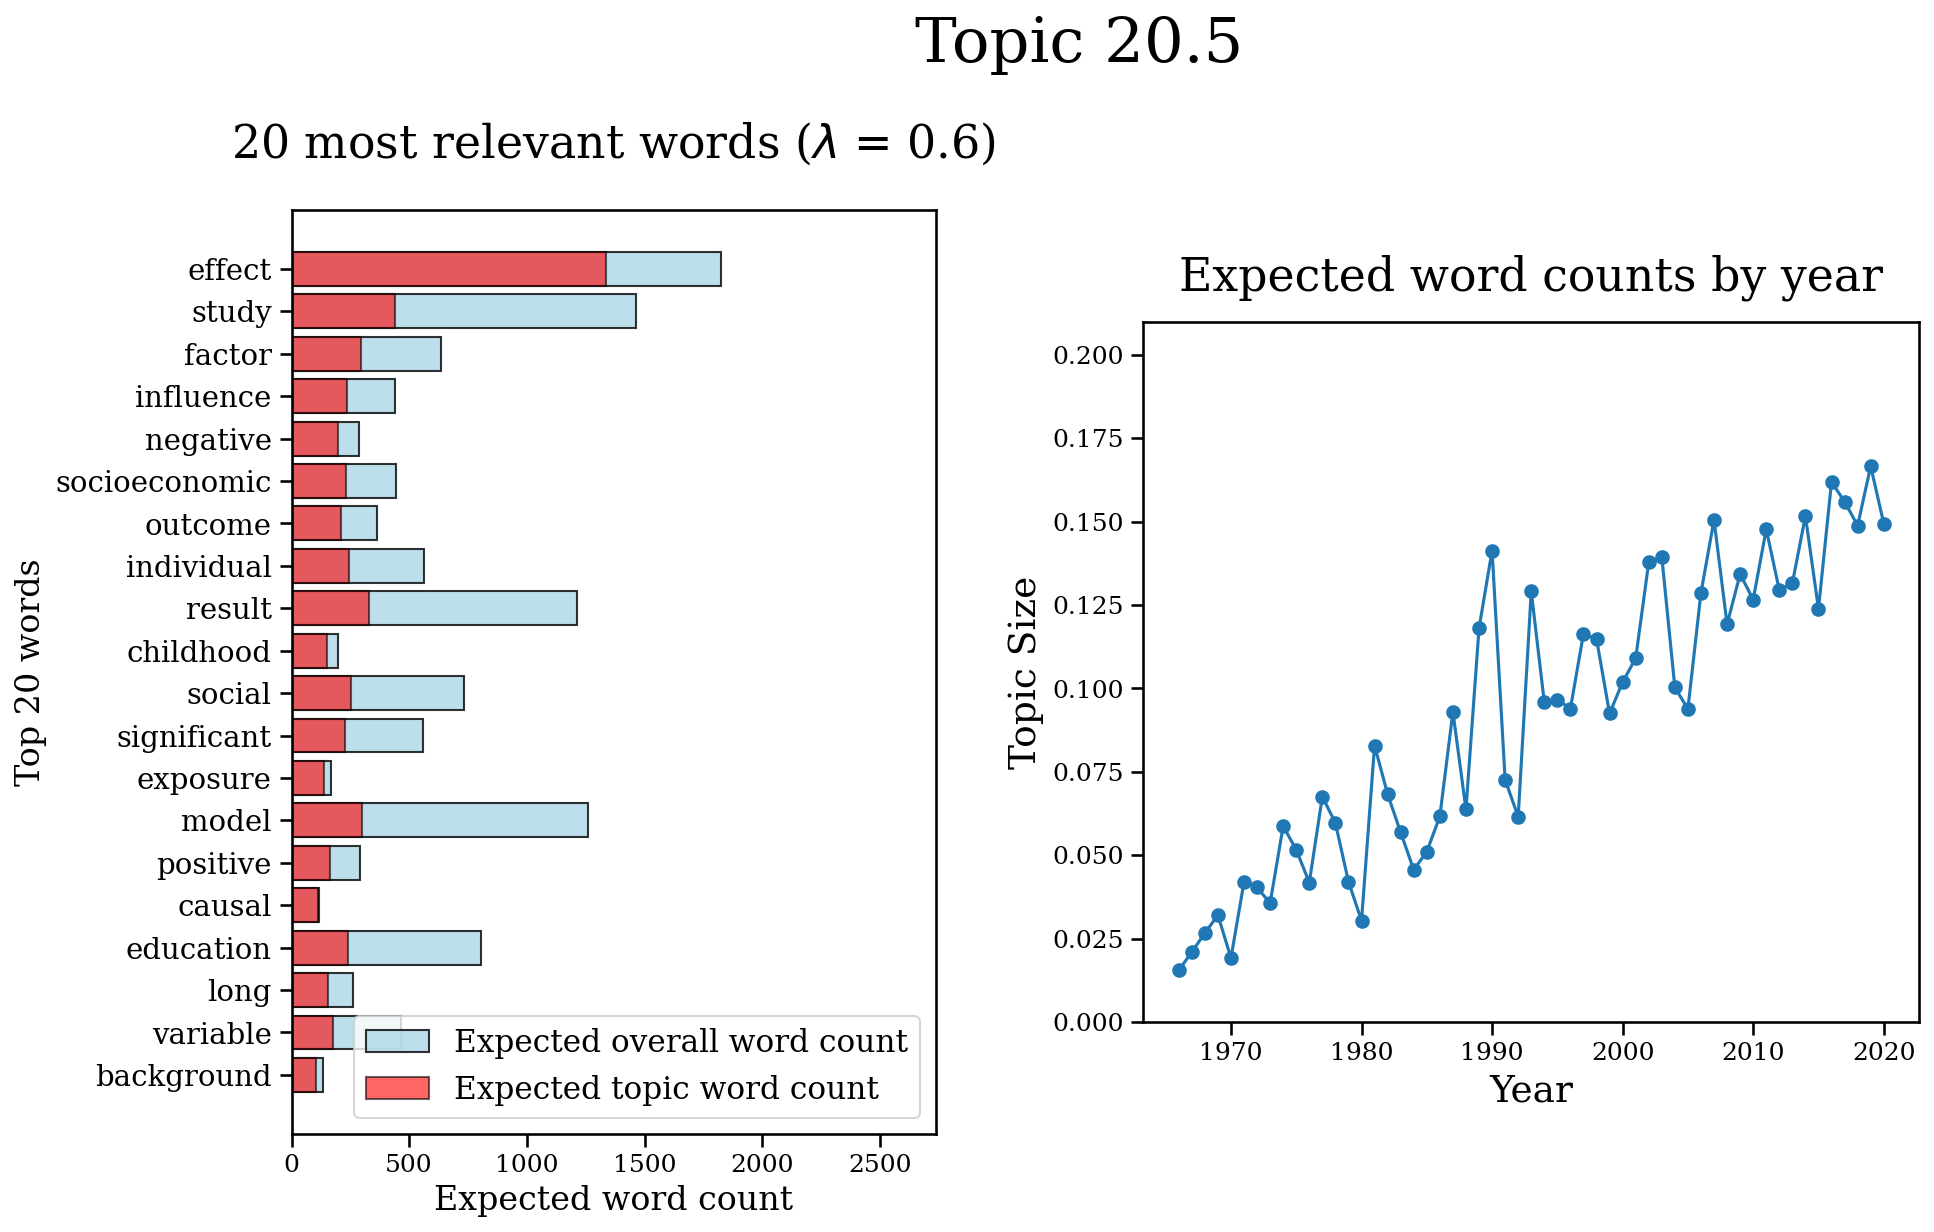 Topic 20.5
20 most relevant words (λ = 0.6)
Top 20 words
effect
study
factor
influence
negative
socioeconomic
outcome
individual
result
childhood
social
significant
exposure
model
positive
causal
education
long
variable
background
Expected overall word count
Expected topic word count
0 500 1000 1500 2000 2500
Expected word count
Expected word counts by year
Topic Size
0.200
0.175
0.150
0.125
0.100
0.075
0.050
0.025
0.000
1970 1980 1990 2000 2010 2020
Year